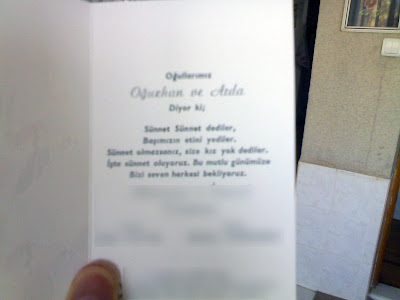 Oğullarımız
Oğuzhan ve Arda
Diyor ki;
Sünnet Sünnet dediler,
Başımızın etini yediler.
Sünnet olmazsanız, size kız yok dediler.
İşte sünnet oluyoruz. Bu mutlu günümüze
Bizi seven herkesi bekliyoruz.